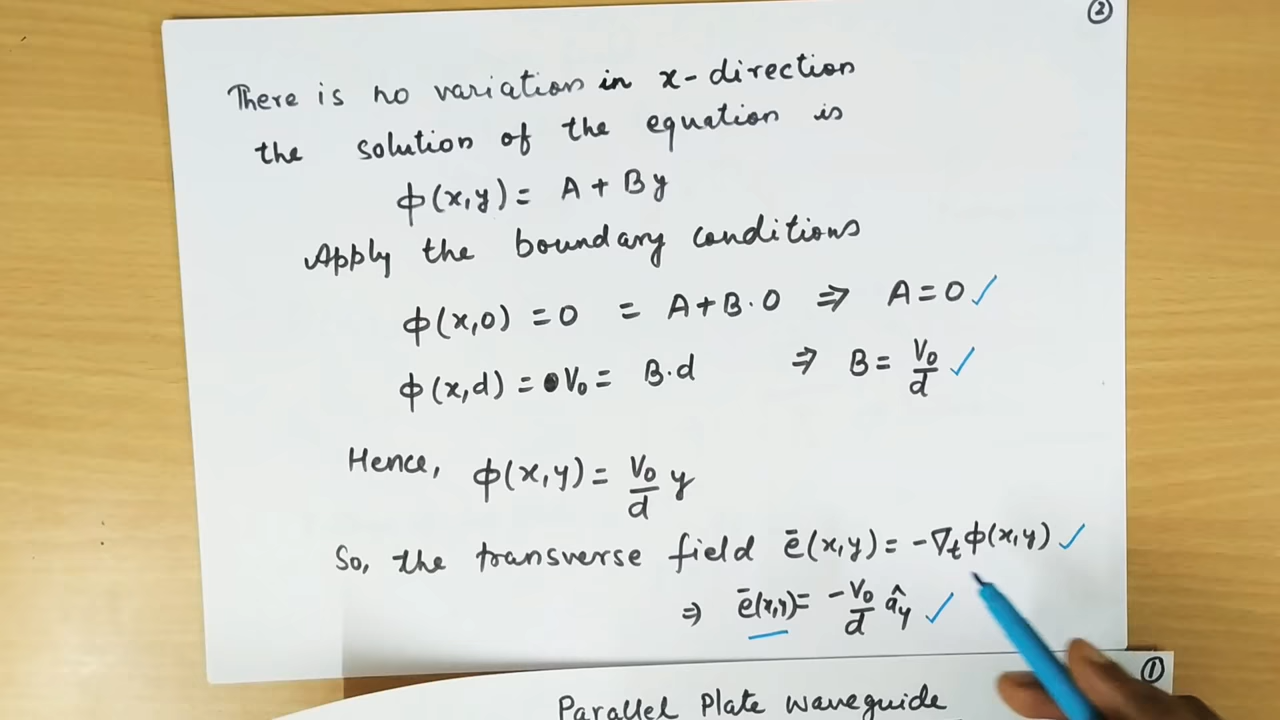 ②
There is no variation in x-direction
the solution of the equation is
ϕ(x,y) = A + By
Apply the boundary conditions
ϕ(x,0) = 0 = A+B·0 ⇒ A=0 ✓
ϕ(x,d) = V₀ = B·d ⇒ B = V₀/d ✓
Hence, ϕ(x,y) = V₀/d y
So, the transverse field ē(x,y) = -∇ₜϕ(x,y) ✓
⇒ ē(x,y) = -V₀/d â_y ✓
①
Parallel Plate waveguide